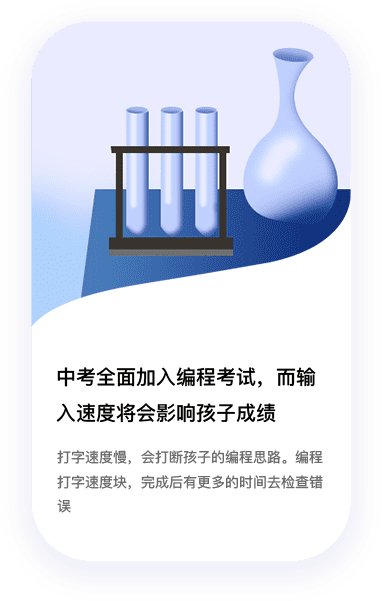 中考全面加入编程考试，而输
入速度将会影响孩子成绩
打字速度慢，会打断孩子的编程思路。编程
打字速度块，完成后有更多的时间去检查错
误